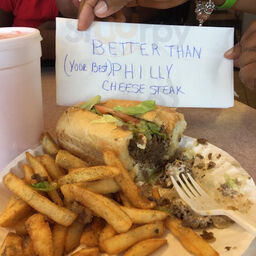 BETTER THAN
(YOUR BEST) PHILLY
CHEESE STEAK